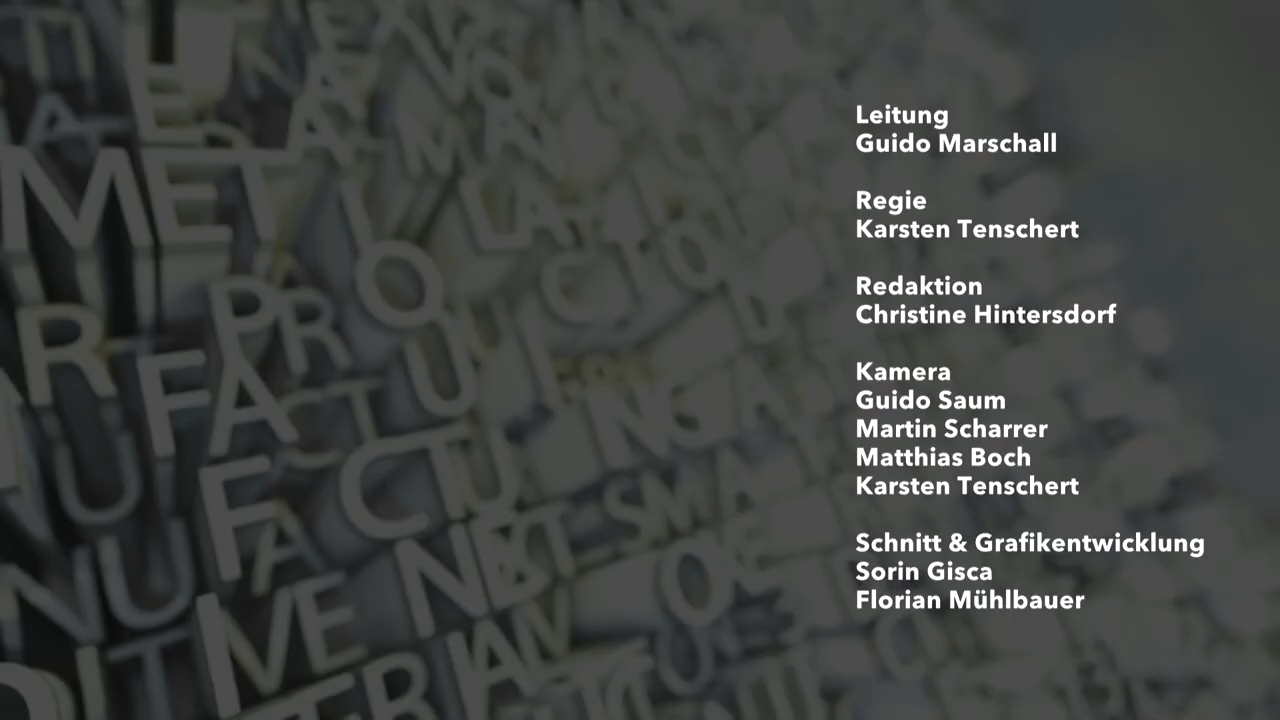 Leitung
Guido Marschall
Regie
Karsten Tenschert
Redaktion
Christine Hintersdorf
Kamera
Guido Saum
Martin Scharrer
Matthias Boch
Karsten Tenschert
Schnitt & Grafikentwicklung
Sorin Gisca
Florian Mühlbauer